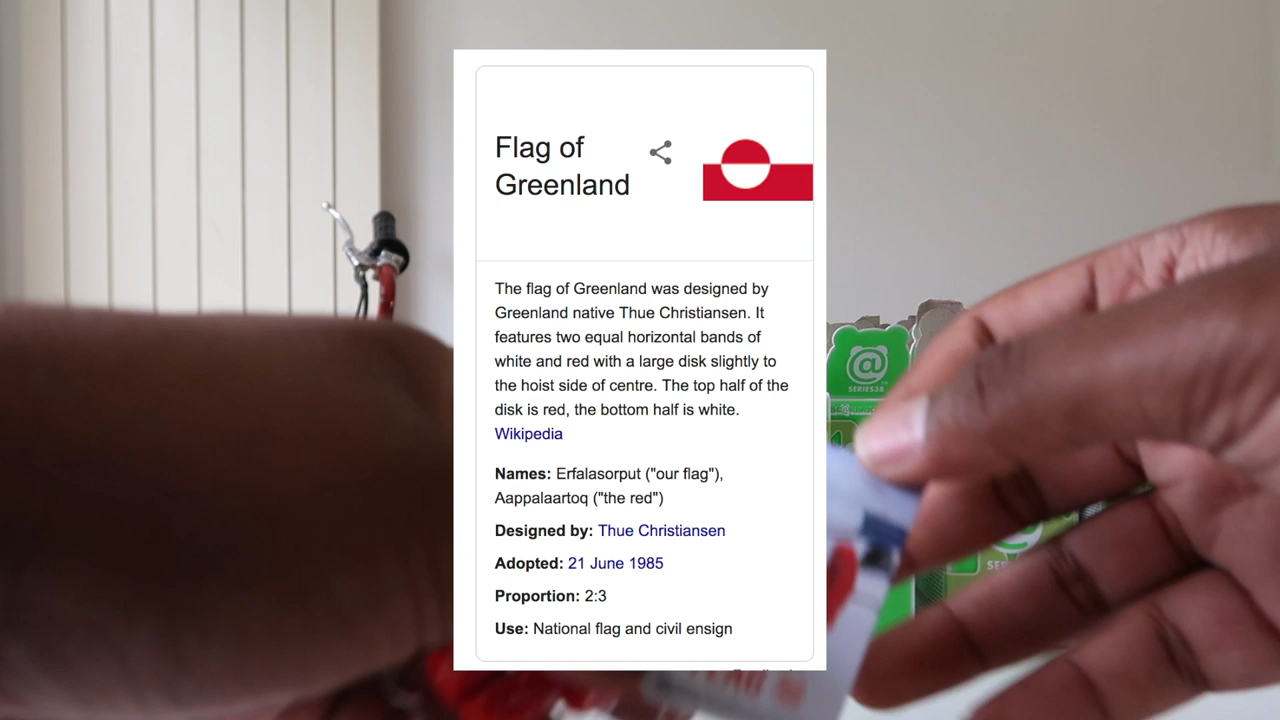 Flag of
Greenland
The flag of Greenland was designed by
Greenland native Thue Christiansen. It
features two equal horizontal bands of
white and red with a large disk slightly to
the hoist side of centre. The top half of the
disk is red, the bottom half is white.
Wikipedia
Names: Erfalasorput ("our flag"),
Aappalaartoq ("the red")
Designed by: Thue Christiansen
Adopted: 21 June 1985
Proportion: 2:3
Use: National flag and civil ensign
@
SERIES38